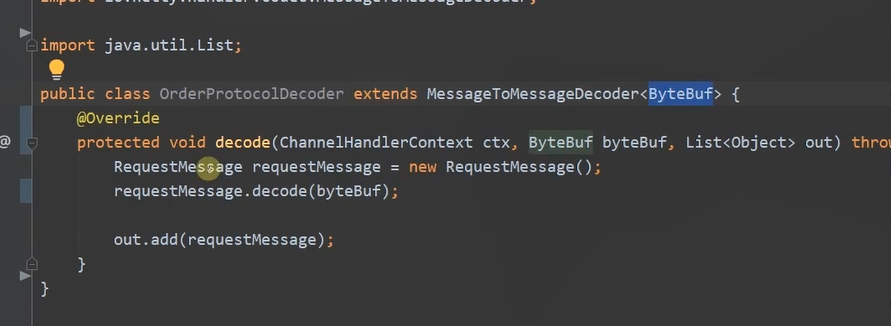 import java.util.List;
public class OrderProtocolDecoder extends MessageToMessageDecoder<ByteBuf> {
@Override
protected void decode(ChannelHandlerContext ctx, ByteBuf byteBuf, List<Object> out) throw
RequestMessage requestMessage = new RequestMessage();
requestMessage.decode(byteBuf);
out.add(requestMessage);
}
}